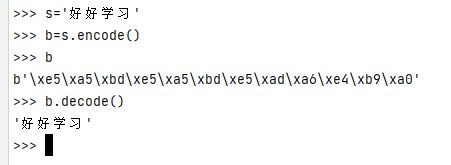 >>> s='好好学习'
>>> b=s.encode()
>>> b
b'\xe5\xa5\xbd\xe5\xa5\xbd\xe5\xad\xa6\xe4\xb9\xa0'
>>> b.decode()
'好好学习'
>>>